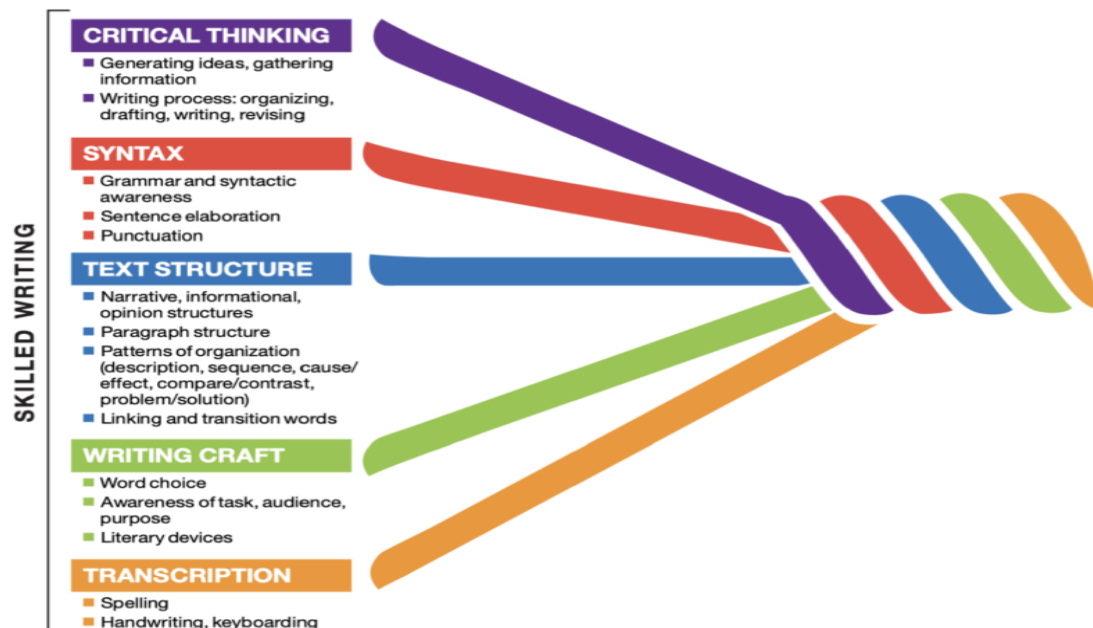 SKILLED WRITING
CRITICAL THINKING
Generating ideas, gathering
information
Writing process: organizing,
drafting, writing, revising
SYNTAX
Grammar and syntactic
awareness
Sentence elaboration
Punctuation
TEXT STRUCTURE
Narrative, informational,
opinion structures
Paragraph structure
Patterns of organization
(description, sequence, cause/
effect, compare/contrast,
problem/solution)
Linking and transition words
WRITING CRAFT
Word choice
Awareness of task, audience,
purpose
Literary devices
TRANSCRIPTION
Spelling
Handwriting, keyboarding